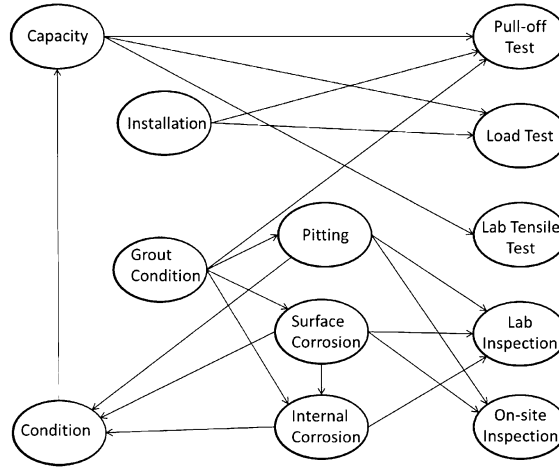 Capacity
Pull-off
Test
Installation
Load Test
Grout
Condition
Pitting
Lab Tensile
Test
Surface
Corrosion
Lab
Inspection
Condition
Internal
Corrosion
On-site
Inspection